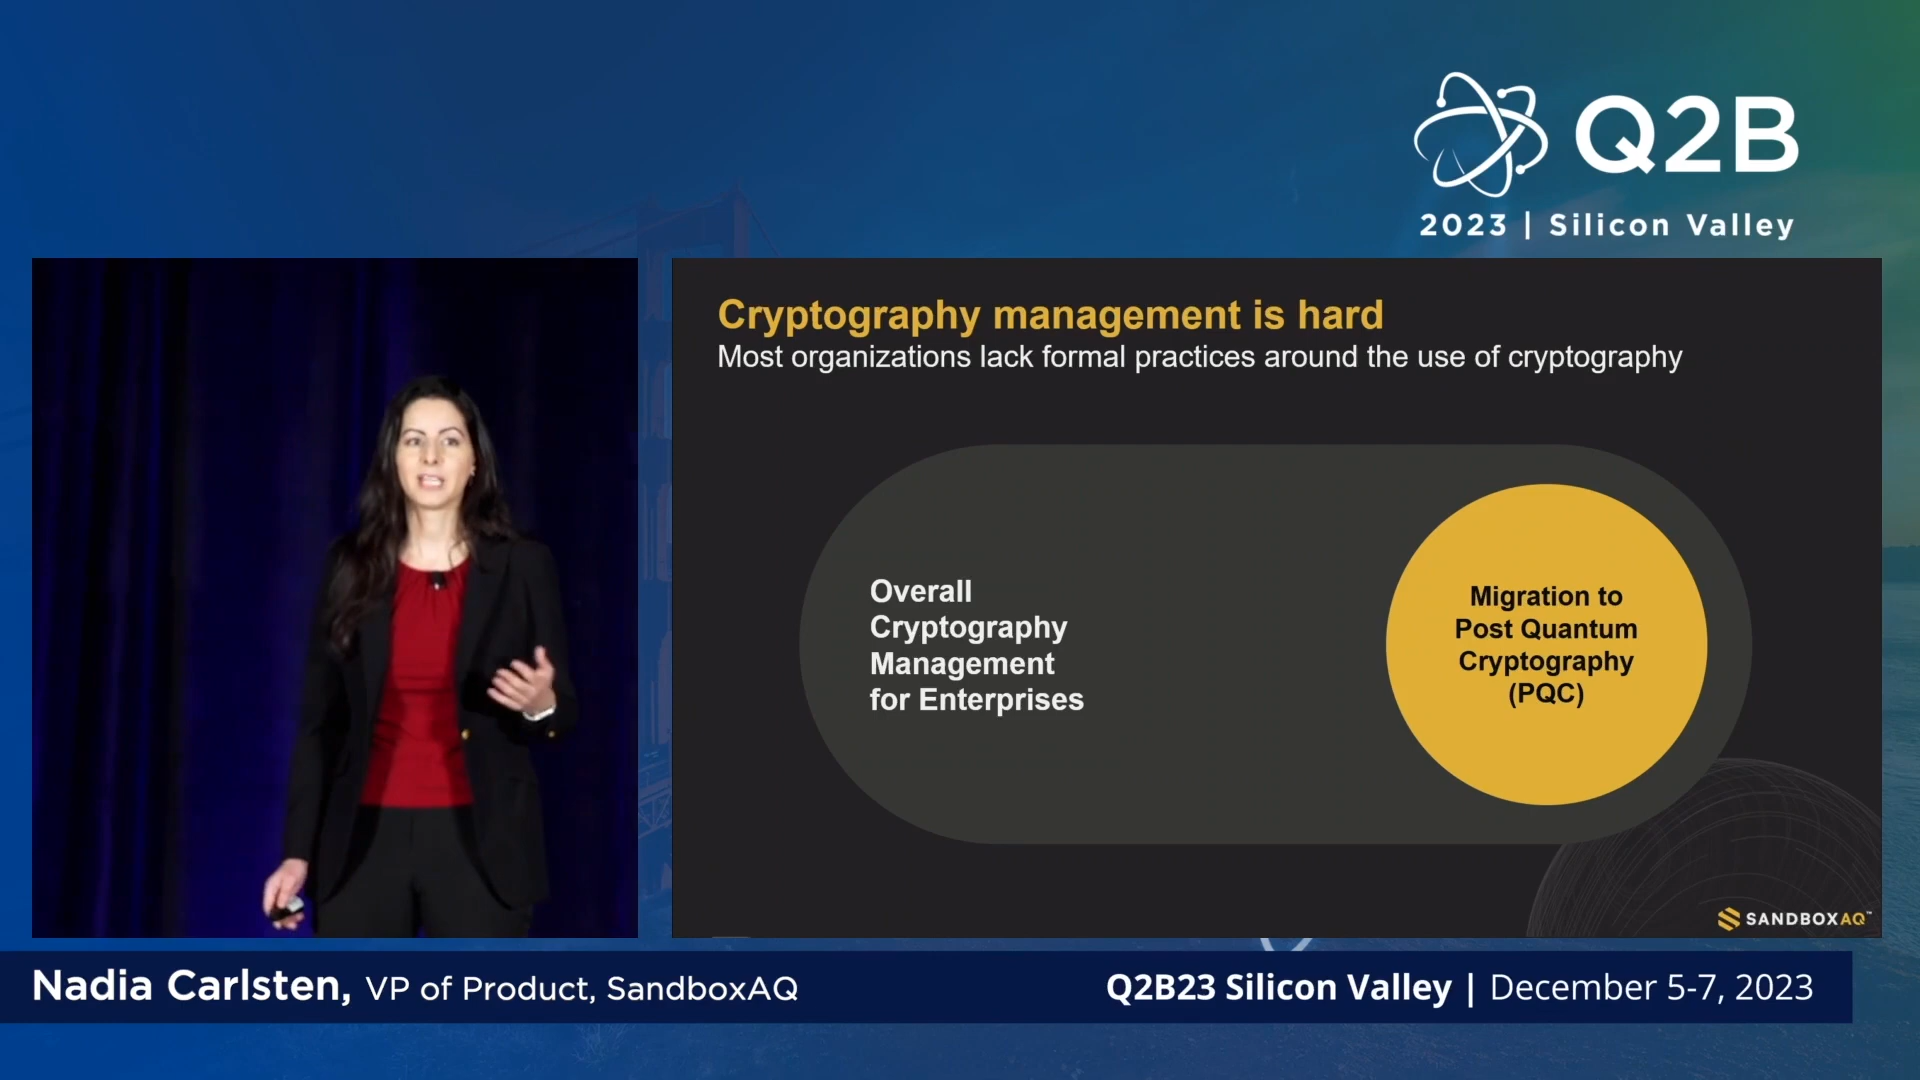 Q2B
2023 | Silicon Valley
Cryptography management is hard
Most organizations lack formal practices around the use of cryptography
Overall
Cryptography
Management
for Enterprises
Migration to
Post Quantum
Cryptography
(PQC)
SANDBOXAQ™
Nadia Carlsten, VP of Product, SandboxAQ
Q2B23 Silicon Valley | December 5-7, 2023